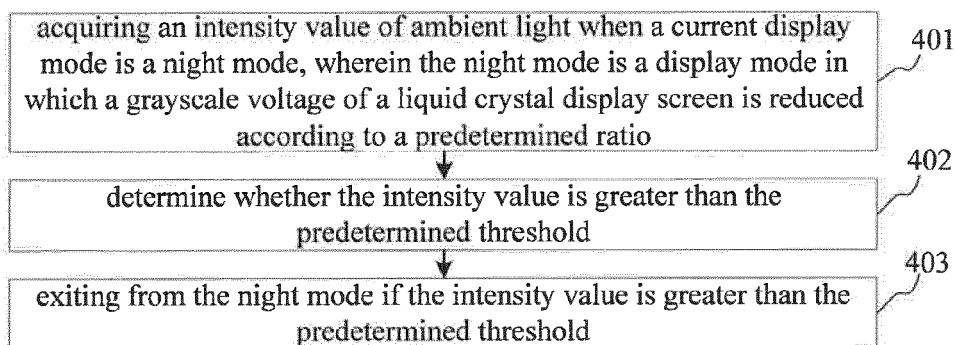 acquiring an intensity value of ambient light when a current display
mode is a night mode, wherein the night mode is a display mode in
which a grayscale voltage of a liquid crystal display screen is reduced
according to a predetermined ratio
401
determine whether the intensity value is greater than the
predetermined threshold
402
exiting from the night mode if the intensity value is greater than the
predetermined threshold
403